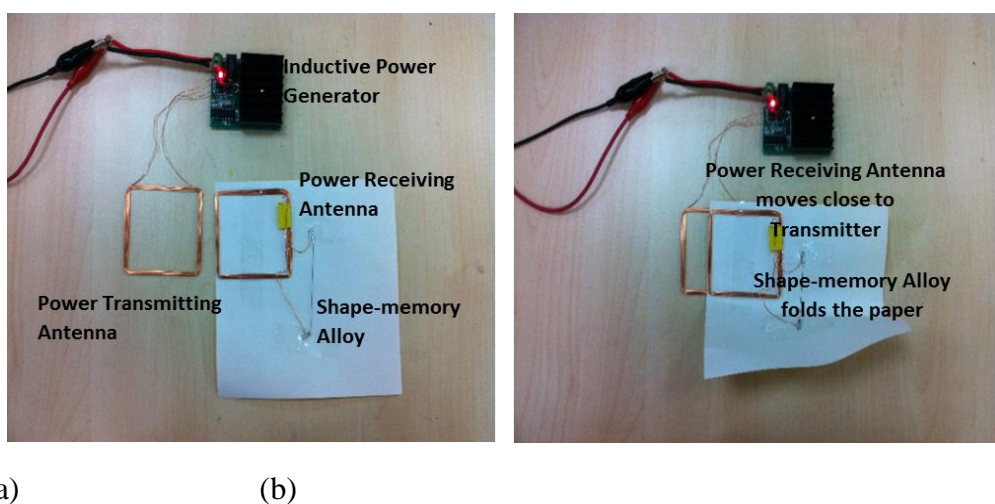 Inductive Power
Generator
Power Receiving
Antenna
Power Transmitting
Antenna
Shape-memory
Alloy
Power Receiving Antenna
moves close to
Transmitter
Shape-memory Alloy
folds the paper
a)
(b)